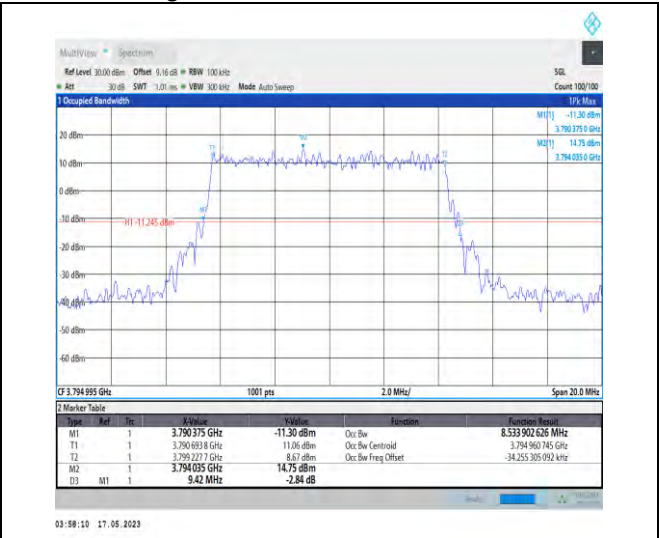 MultiView Spectrum
Ref Level 30.00 dBm Offset 9.16 dB RBW 100 kHz SGL
Att 30 dB SWT 1.01 ms VBW 300 kHz Mode Auto Sweep Count 100/100
1 Occupied Bandwidth 1Pk Max
M1[1] -11.30 dBm
3.790 375 0 GHz
M2[1] 14.75 dBm
3.794 035 0 GHz
20 dBm
M2
T1
T2
10 dBm
0 dBm
M1
-10 dBm
H1 -11.245 dBm
D3
-20 dBm
-30 dBm
-40 dBm
-50 dBm
-60 dBm
CF 3.794 995 GHz 1001 pts 2.0 MHz/ Span 20.0 MHz
2 Marker Table
Type Ref Trc X-Value Y-Value Function Function Result
M1 1 3.790 375 GHz -11.30 dBm Occ Bw 8.533 902 626 MHz
T1 1 3.790 693 8 GHz 11.06 dBm Occ Bw Centroid 3.794 960 745 GHz
T2 1 3.799 227 7 GHz 8.67 dBm Occ Bw Freq Offset -34.255 305 092 kHz
M2 1 3.794 035 GHz 14.75 dBm
D3 M1 1 9.42 MHz -2.84 dB
Ready
03:58:10 17.05.2023